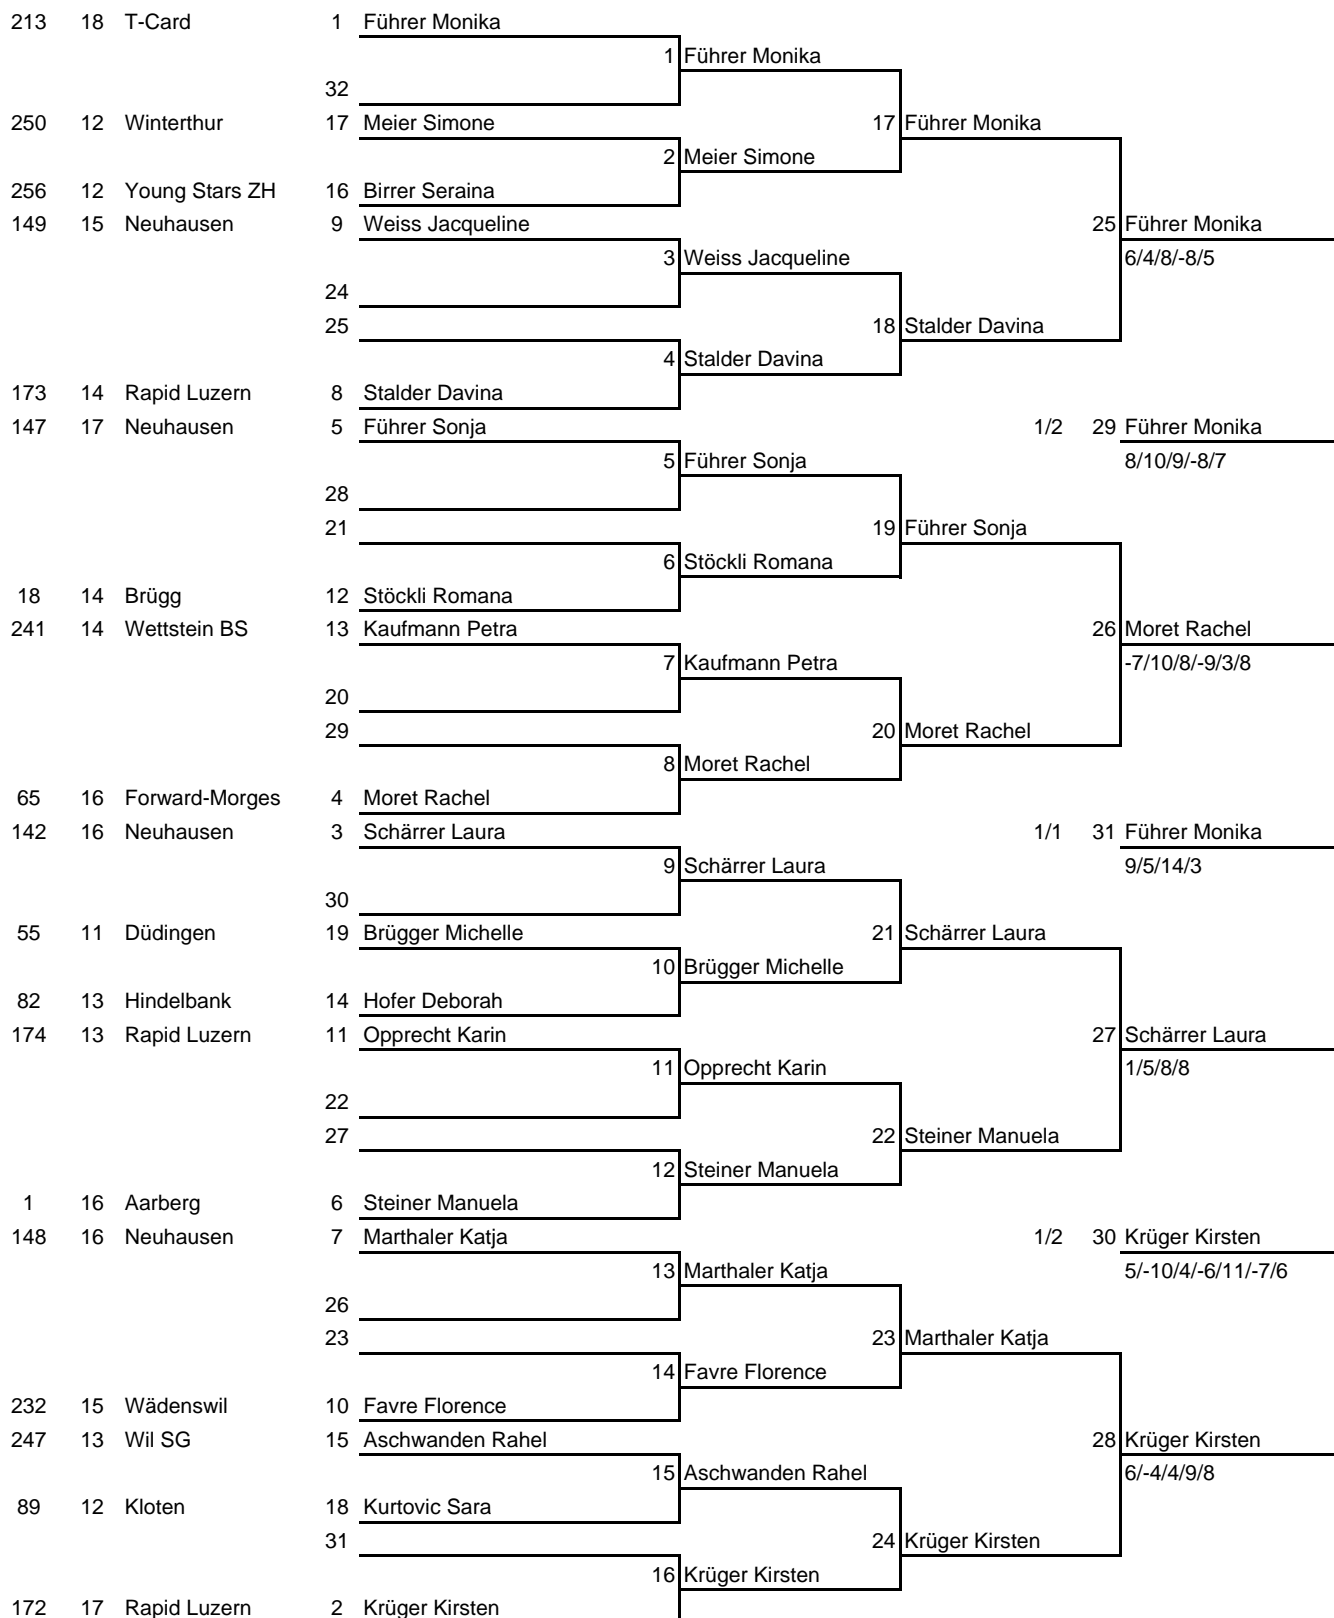 213 18 T-Card 1 Führer Monika
1 Führer Monika
32
250 12 Winterthur 17 Meier Simone 17 Führer Monika
2 Meier Simone
256 12 Young Stars ZH 16 Birrer Seraina
149 15 Neuhausen 9 Weiss Jacqueline 25 Führer Monika
3 Weiss Jacqueline 6/4/8/-8/5
24
25 18 Stalder Davina
4 Stalder Davina
173 14 Rapid Luzern 8 Stalder Davina
147 17 Neuhausen 5 Führer Sonja 1/2 29 Führer Monika
5 Führer Sonja 8/10/9/-8/7
28
21 19 Führer Sonja
6 Stöckli Romana
18 14 Brügg 12 Stöckli Romana
241 14 Wettstein BS 13 Kaufmann Petra 26 Moret Rachel
7 Kaufmann Petra -7/10/8/-9/3/8
20
29 20 Moret Rachel
8 Moret Rachel
65 16 Forward-Morges 4 Moret Rachel
142 16 Neuhausen 3 Schärrer Laura 1/1 31 Führer Monika
9 Schärrer Laura 9/5/14/3
30
55 11 Düdingen 19 Brügger Michelle 21 Schärrer Laura
10 Brügger Michelle
82 13 Hindelbank 14 Hofer Deborah
174 13 Rapid Luzern 11 Opprecht Karin 27 Schärrer Laura
11 Opprecht Karin 1/5/8/8
22
27 22 Steiner Manuela
12 Steiner Manuela
1 16 Aarberg 6 Steiner Manuela
148 16 Neuhausen 7 Marthaler Katja 1/2 30 Krüger Kirsten
13 Marthaler Katja 5/-10/4/-6/11/-7/6
26
23 23 Marthaler Katja
14 Favre Florence
232 15 Wädenswil 10 Favre Florence
247 13 Wil SG 15 Aschwanden Rahel 28 Krüger Kirsten
15 Aschwanden Rahel 6/-4/4/9/8
89 12 Kloten 18 Kurtovic Sara
31 24 Krüger Kirsten
16 Krüger Kirsten
172 17 Rapid Luzern 2 Krüger Kirsten